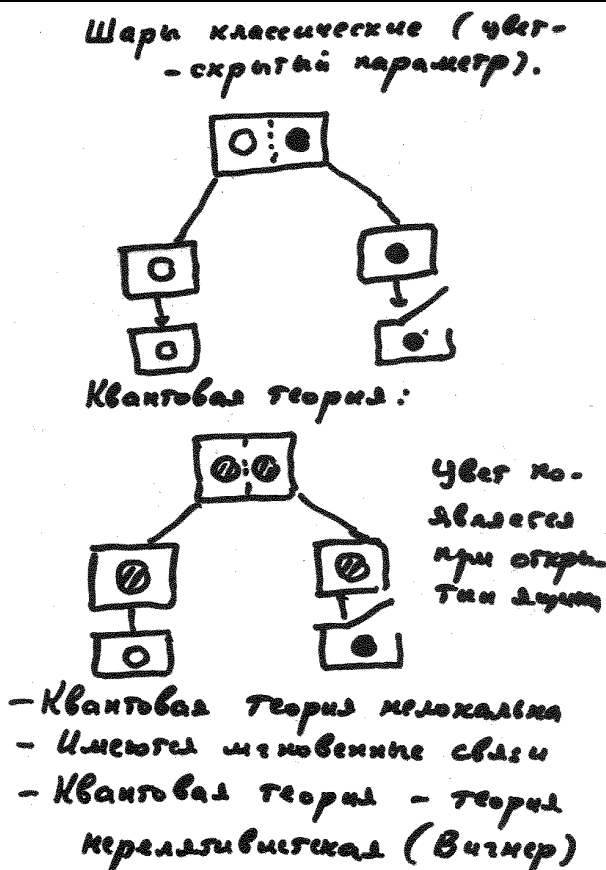 Шары классические (цвет-
- скрытый параметр).
Квантовая теория:
Цвет по-
является
при откры-
тии ящика
- Квантовая теория нелокальна
- Имеются мгновенные связи
- Квантовая теория - теория
нерелятивистская (Вигнер)